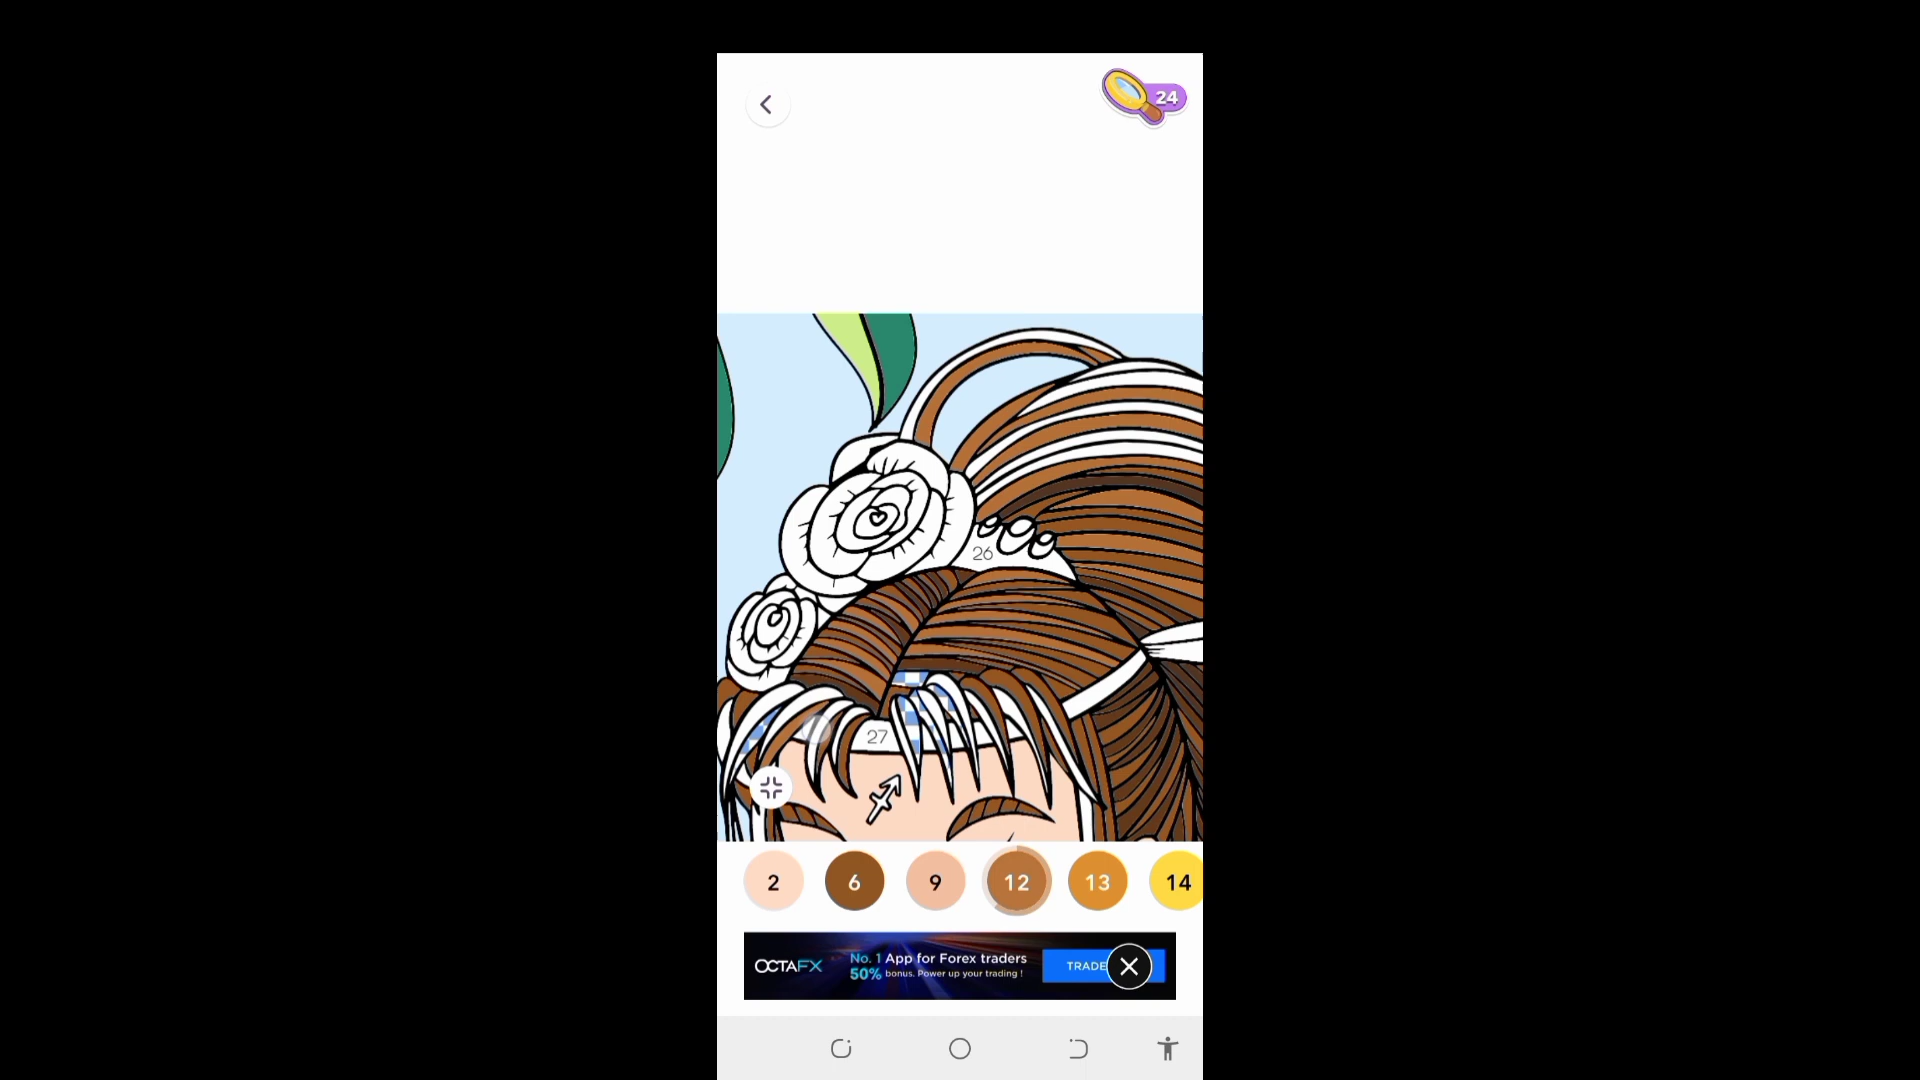 24
26
27
2 6 9 12 13 14
OCTAFX
No. 1 App for Forex traders
50% bonus. Power up your trading !
TRADE